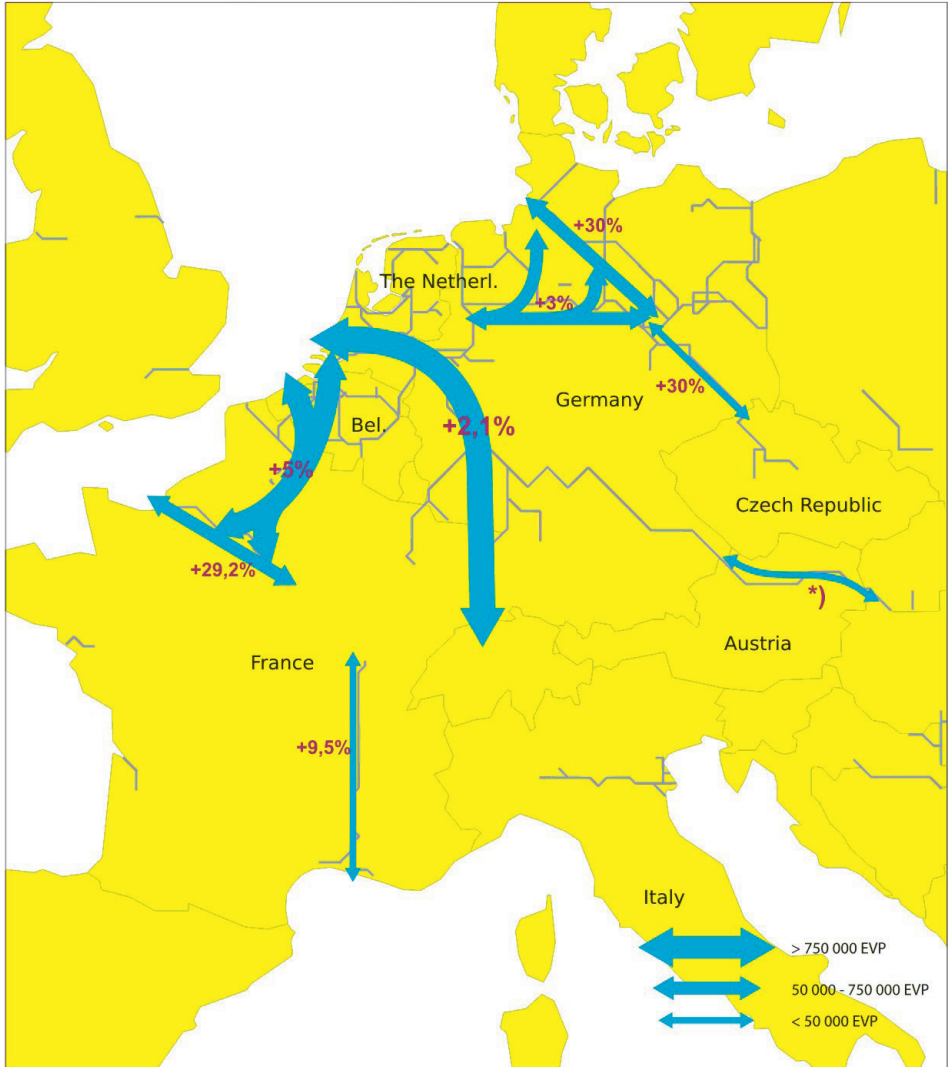 +30%
The Netherl.
+3%
+30%
Germany
Bel.
+2,1%
+5%
Czech Republic
+29,2%
*)
Austria
France
+9,5%
Italy
> 750 000 EVP
50 000 - 750 000 EVP
< 50 000 EVP